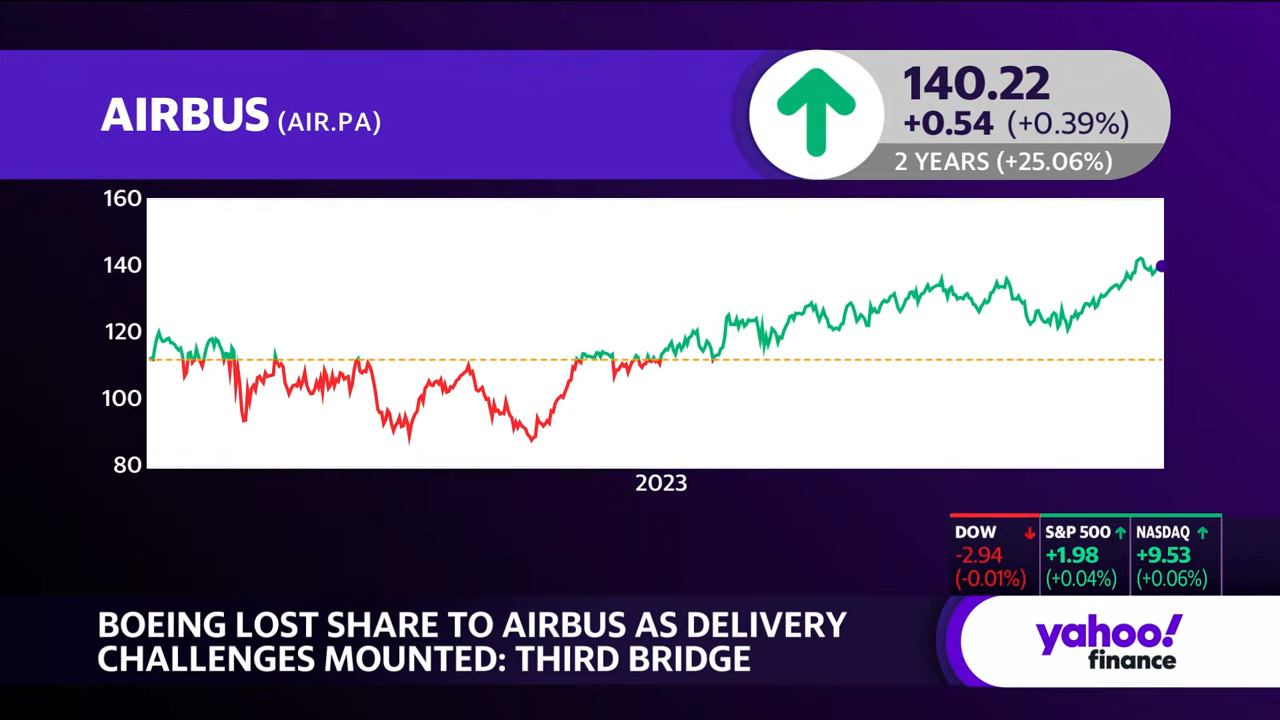 AIRBUS (AIR.PA)
140.22
+0.54 (+0.39%)
2 YEARS (+25.06%)
160
140
120
100
80
2023
DOW
-2.94
(-0.01%)
S&P 500
+1.98
(+0.04%)
NASDAQ
+9.53
(+0.06%)
BOEING LOST SHARE TO AIRBUS AS DELIVERY
CHALLENGES MOUNTED: THIRD BRIDGE
yahoo!
finance